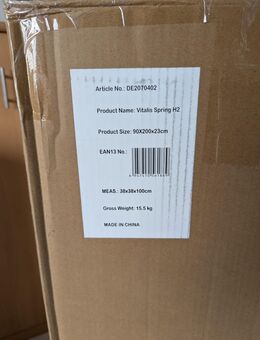 Article No.: DE2070402
Product Name: Vitalis Spring H2
Product Size: 90X200x23cm
EAN13 No.:
MEAS.: 38x38x100cm
Gross Weight: 15.5 kg
MADE IN CHINA